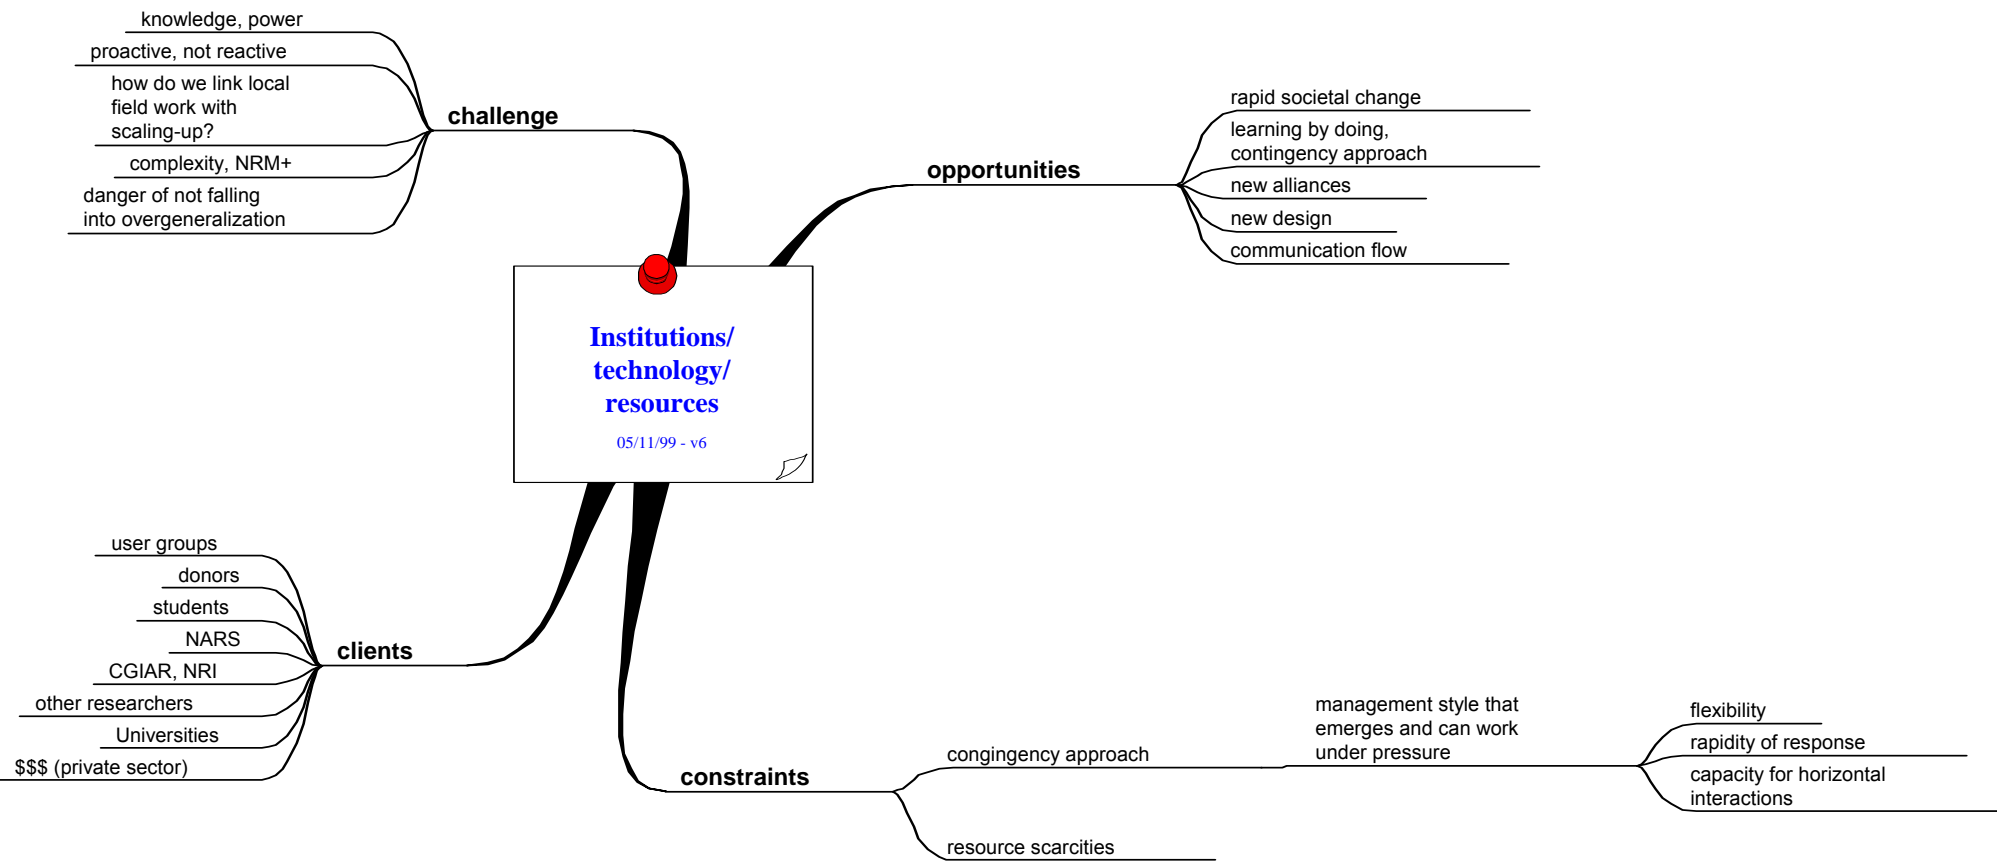 knowledge, power
proactive, not reactive
how do we link local
field work with
scaling-up?
complexity, NRM+
danger of not falling
into overgeneralization
challenge
opportunities
rapid societal change
learning by doing,
contingency approach
new alliances
new design
communication flow
Institutions/
technology/
resources
05/11/99 - v6
user groups
donors
students
NARS
CGIAR, NRI
other researchers
Universities
$$$ (private sector)
clients
constraints
congingency approach
management style that
emerges and can work
under pressure
flexibility
rapidity of response
capacity for horizontal
interactions
resource scarcities